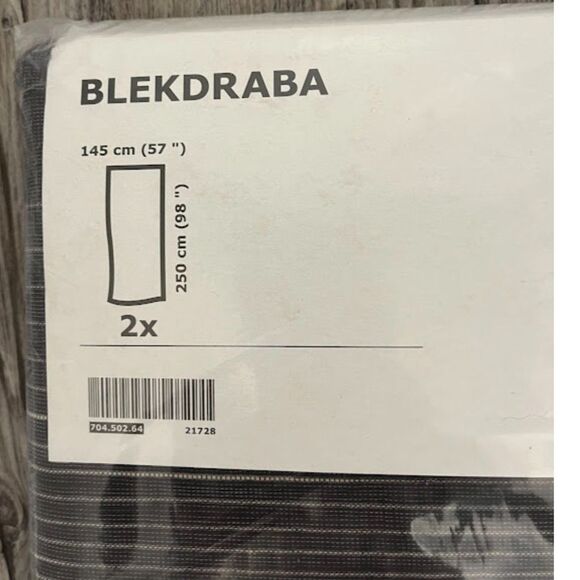 BLEKDRABA
145 cm (57 ")
250 cm (98 ")
2x
704.502.64 21728